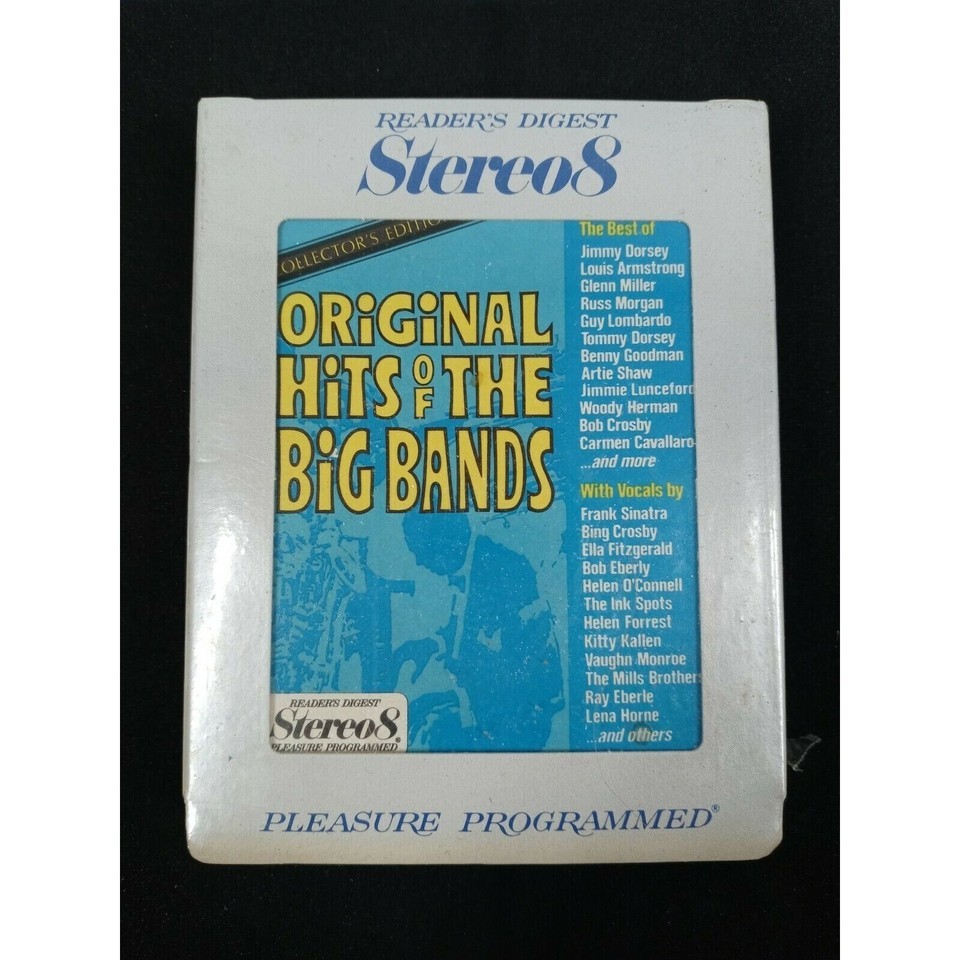 READER'S DIGEST
Stereo8
OLLECTOR'S EDITIO
ORiGiNAL
HiTS OF THE
BiG BANDS
The Best of
Jimmy Dorsey
Louis Armstrong
Glenn Miller
Russ Morgan
Guy Lombardo
Tommy Dorsey
Benny Goodman
Artie Shaw
Jimmie Lunceford
Woody Herman
Bob Crosby
Carmen Cavallaro
...and more
With Vocals by
Frank Sinatra
Bing Crosby
Ella Fitzgerald
Bob Eberly
Helen O'Connell
The Ink Spots
Helen Forrest
Kitty Kallen
Vaughn Monroe
The Mills Brothers
Ray Eberle
Lena Horne
...and others
READER'S DIGEST
Stereo8®
PLEASURE PROGRAMMED
PLEASURE PROGRAMMED®